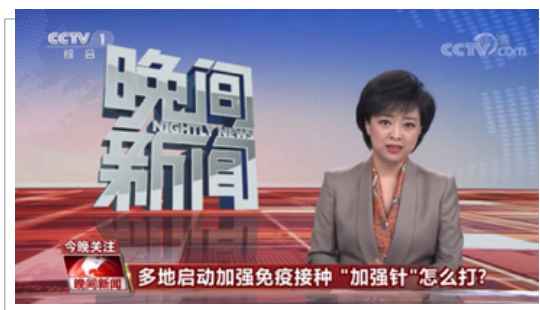 CCTV 1
综合
CCTV.com
晚间
NIGHTLY NEWS
新闻
今晚关注
晚间新闻
多地启动加强免疫接种 "加强针"怎么打?